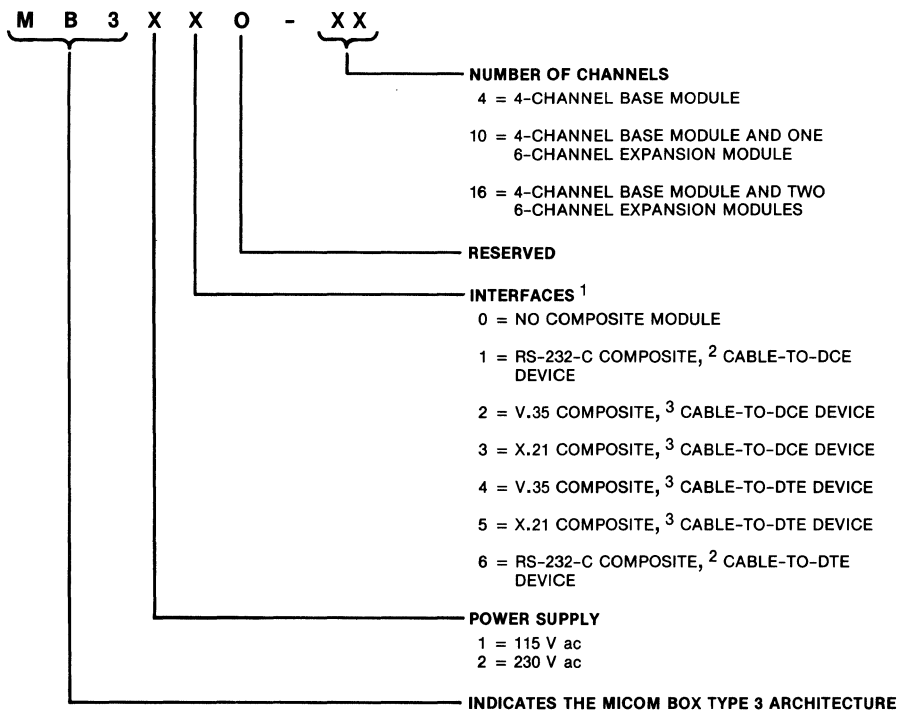 M B 3 X X 0 - X X
NUMBER OF CHANNELS
4 = 4-CHANNEL BASE MODULE
10 = 4-CHANNEL BASE MODULE AND ONE
6-CHANNEL EXPANSION MODULE
16 = 4-CHANNEL BASE MODULE AND TWO
6-CHANNEL EXPANSION MODULES
RESERVED
INTERFACES 1
0 = NO COMPOSITE MODULE
1 = RS-232-C COMPOSITE, 2 CABLE-TO-DCE
DEVICE
2 = V.35 COMPOSITE, 3 CABLE-TO-DCE DEVICE
3 = X.21 COMPOSITE, 3 CABLE-TO-DCE DEVICE
4 = V.35 COMPOSITE, 3 CABLE-TO-DTE DEVICE
5 = X.21 COMPOSITE, 3 CABLE-TO-DTE DEVICE
6 = RS-232-C COMPOSITE, 2 CABLE-TO-DTE
DEVICE
POWER SUPPLY
1 = 115 V ac
2 = 230 V ac
INDICATES THE MICOM BOX TYPE 3 ARCHITECTURE